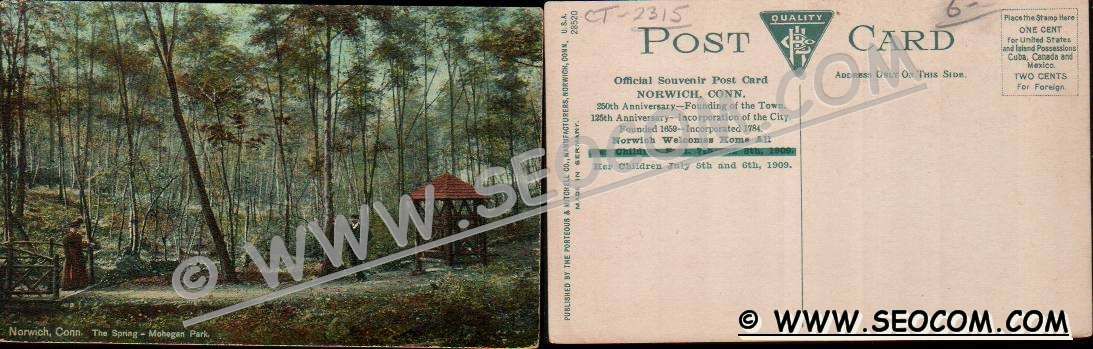 Norwich, Conn. The Spring - Mohegan Park.
© WWW.SEOCOM.COM
CT-2315
6-
QUALITY
POST CARD
Official Souvenir Post Card
NORWICH, CONN.
250th Anniversary—Founding of the Town.
125th Anniversary—Incorporation of the City.
Founded 1659—Incorporated 1784.
Norwich Welcomes Home All
Her Children July 5th and 6th, 1909.
ADDRESS ONLY ON THIS SIDE.
Place the Stamp Here
ONE CENT
for United States
and Island Possessions
Cuba, Canada and
Mexico.
TWO CENTS
for Foreign.
PUBLISHED BY THE PORTEOUS & MITCHELL CO., MANUFACTURERS, NORWICH, CONN., U.S.A.
MADE IN GERMANY.
© WWW.SEOCOM.COM